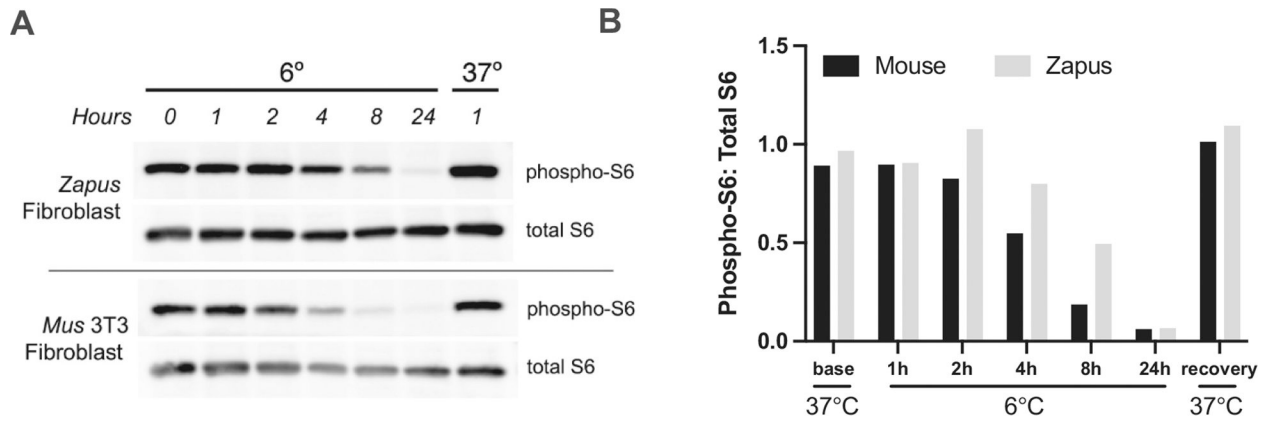 A
6º 37º
Hours 0 1 2 4 8 24 1
Zapus
Fibroblast
phospho-S6
total S6
Mus 3T3
Fibroblast
phospho-S6
total S6
B
Phospho-S6: Total S6
1.5
1.0
0.5
0.0
Mouse Zapus
base 1h 2h 4h 8h 24h recovery
37°C 6°C 37°C